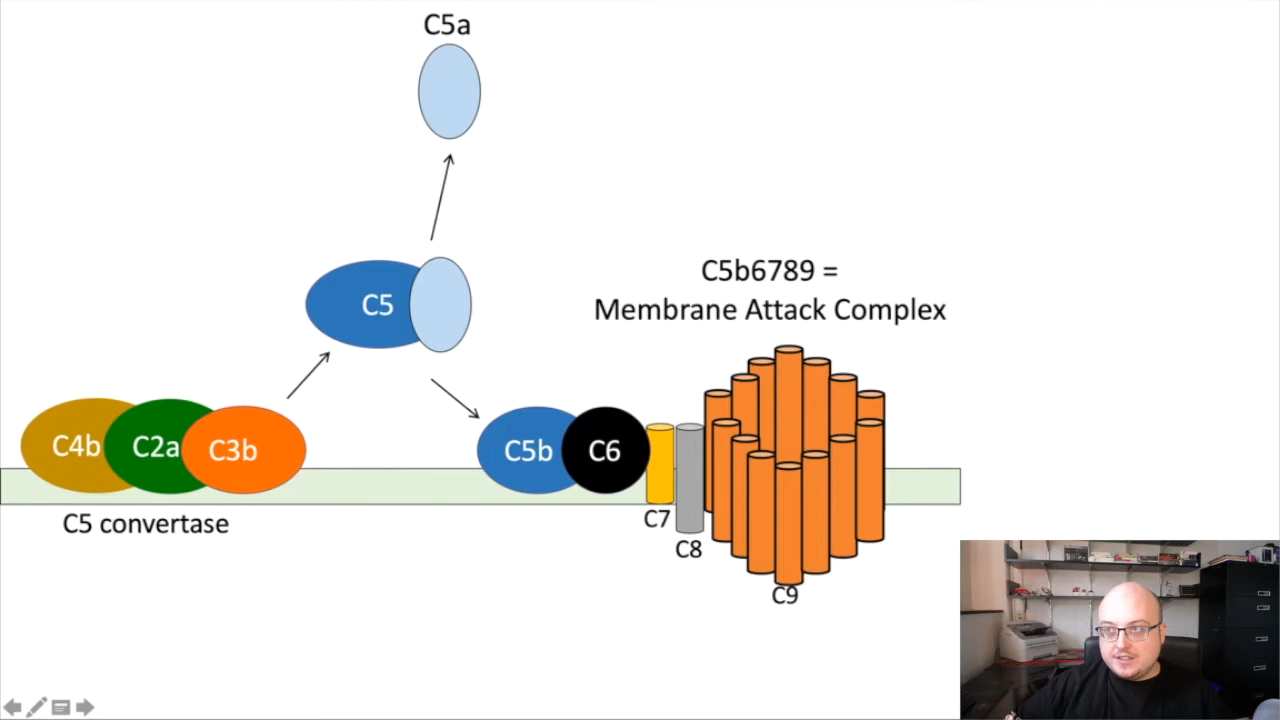 C5a
C5
C5b6789 =
Membrane Attack Complex
C4b
C2a
C3b
C5b
C6
C5 convertase
C7
C8
C9